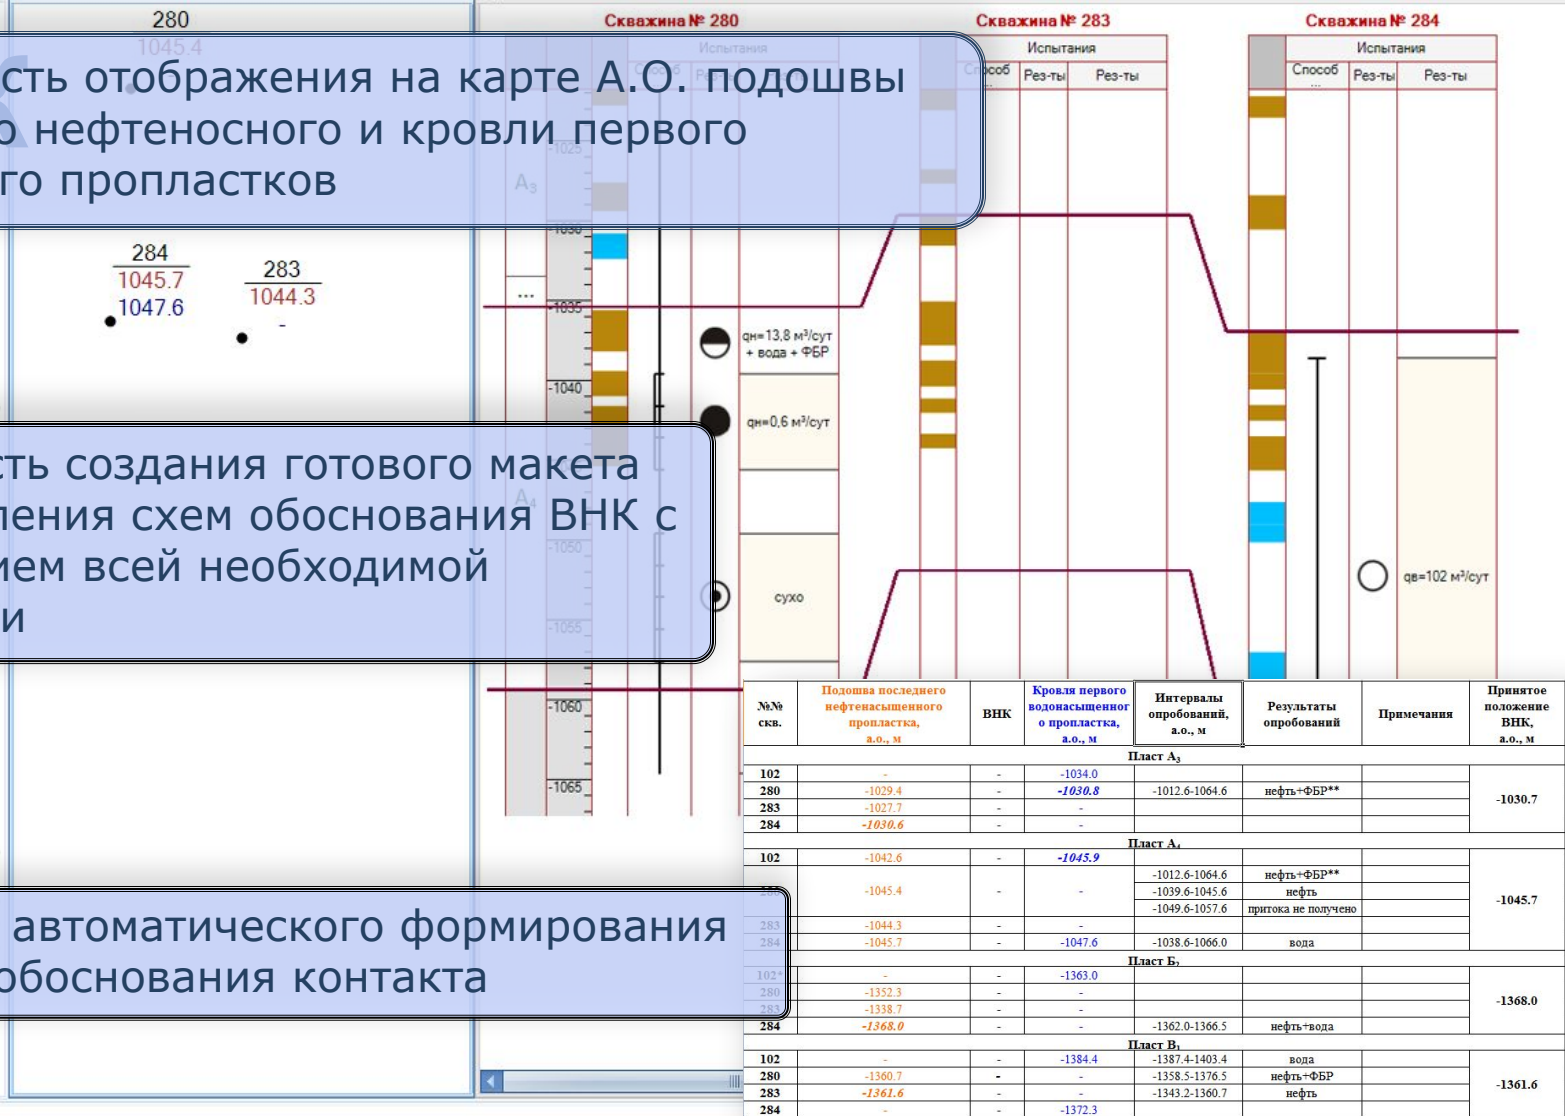 280
1045.4
284
1045.7
1047.6
283
1044.3
-
Скважина № 280
Скважина № 283
Скважина № 284
Испытания
Рез-ты
Испытания
Рез-ты
Рез-ты
Испытания
Способ
...
Рез-ты
Рез-ты
отображения на карте А.О. подошвы
нефтеносного и кровли первого
пропластков
-1025
А₃
-1030
...
-1035
-1040
А₄
-1050
-1055
-1060
-1065
qн=13,8 м³/сут
+ вода + ФБР
qн=0,6 м³/сут
сухо
qв=102 м³/сут
создания готового макета
схем обоснования ВНК с
всей необходимой
автоматического формирования
обоснования контакта
№№ скв. Подошва последнего нефтенасыщенного пропластка, а.о., м ВНК Кровля первого водонасыщенного пропластка, а.о., м Интервалы опробований, а.о., м Результаты опробований Примечания Принятое положение ВНК, а.о., м
Пласт А₃
102 - - -1034.0
280 -1029.4 - -1030.8 -1012.6-1064.6 нефть+ФБР** -1030.7
283 -1027.7 - -
284 -1030.6 - -
Пласт А₄
102 -1042.6 - -1045.9
-1012.6-1064.6 нефть+ФБР**
280 -1045.4 - - -1039.6-1045.6 нефть -1045.7
-1049.6-1057.6 притока не получено
283 -1044.3 - -
284 -1045.7 - -1047.6 -1038.6-1066.0 вода
Пласт Б₂
102* - - -1363.0
280 -1352.3 - - -1368.0
283 -1338.7 - -
284 -1368.0 - - -1362.0-1366.5 нефть+вода
Пласт В₁
102 - - -1384.4 -1387.4-1403.4 вода
280 -1360.7 - - -1358.5-1376.5 нефть+ФБР -1361.6
283 -1361.6 - - -1343.2-1360.7 нефть
284 - - -1372.3